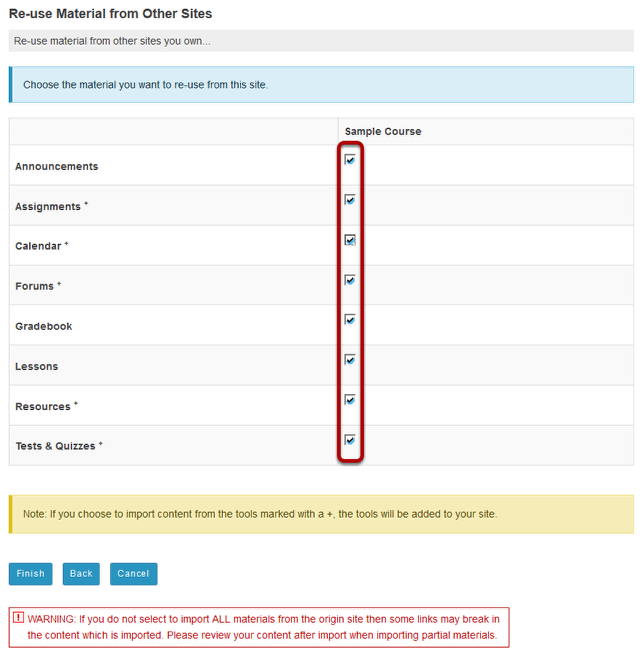 Re-use Material from Other Sites
Re-use material from other sites you own...
Choose the material you want to re-use from this site.
Sample Course
Announcements
Assignments +
Calendar +
Forums +
Gradebook
Lessons
Resources +
Tests & Quizzes +
Note: If you choose to import content from the tools marked with a +, the tools will be added to your site.
Finish Back Cancel
! WARNING: If you do not select to import ALL materials from the origin site then some links may break in
the content which is imported. Please review your content after import when importing partial materials.